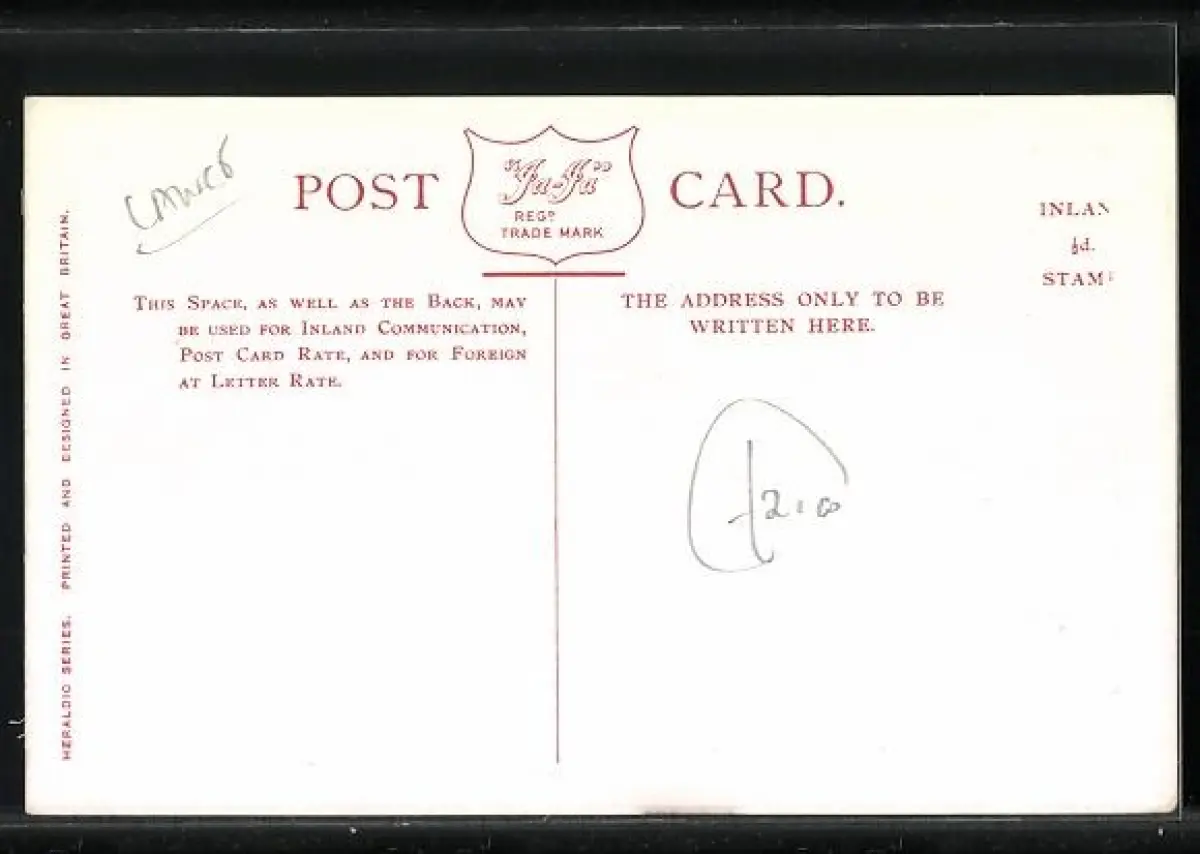 POST CARD.
"Ja-Ja"
REGD
TRADE MARK
INLAN
½d.
STAM
THIS SPACE, AS WELL AS THE BACK, MAY
BE USED FOR INLAND COMMUNICATION,
POST CARD RATE, AND FOR FOREIGN
AT LETTER RATE.
THE ADDRESS ONLY TO BE
WRITTEN HERE.
HERALDIC SERIES. PRINTED AND DESIGNED IN GREAT BRITAIN.